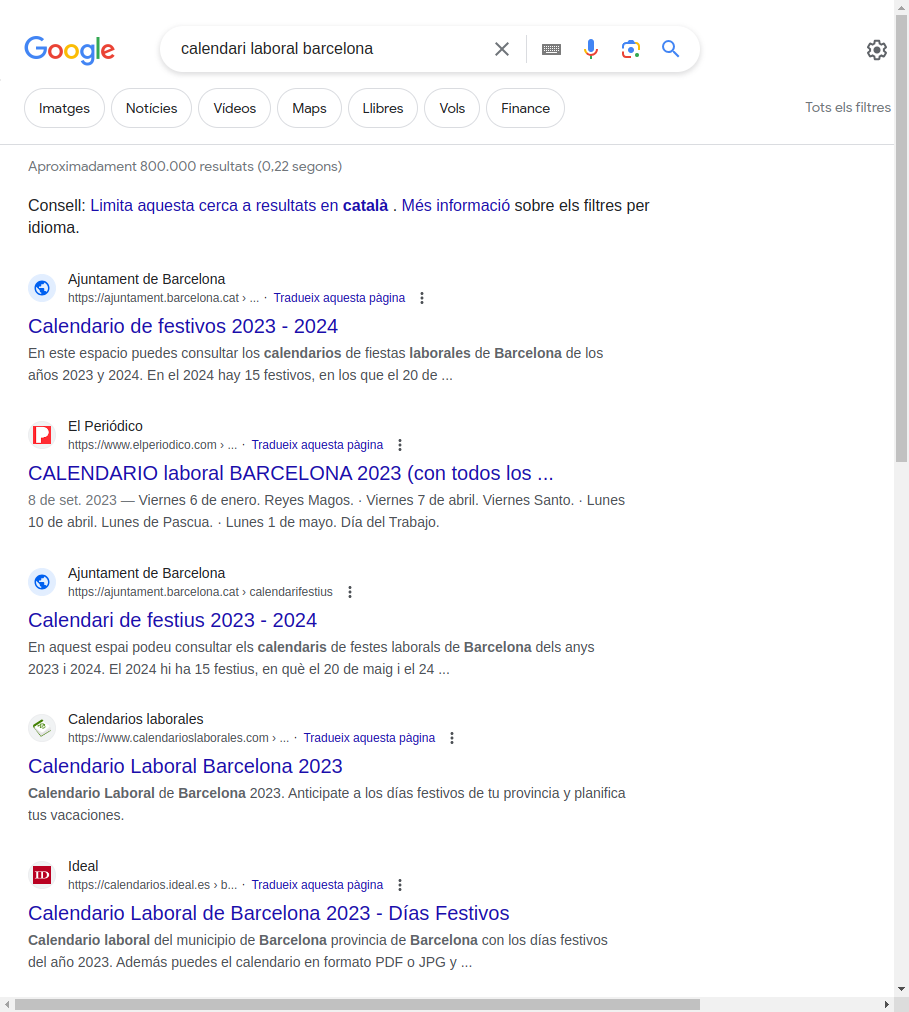 Google
calendari laboral barcelona
Imatges
Notícies
Vídeos
Maps
Llibres
Vols
Finance
Tots els filtres
Aproximadament 800.000 resultats (0,22 segons)
Consell: Limita aquesta cerca a resultats en català . Més informació sobre els filtres per
idioma.
Ajuntament de Barcelona
https://ajuntament.barcelona.cat › ... · Tradueix aquesta pàgina
Calendario de festivos 2023 - 2024
En este espacio puedes consultar los calendarios de fiestas laborales de Barcelona de los
años 2023 y 2024. En el 2024 hay 15 festivos, en los que el 20 de ...
El Periódico
https://www.elperiodico.com › ... · Tradueix aquesta pàgina
CALENDARIO laboral BARCELONA 2023 (con todos los ...
8 de set. 2023 — Viernes 6 de enero. Reyes Magos. · Viernes 7 de abril. Viernes Santo. · Lunes
10 de abril. Lunes de Pascua. · Lunes 1 de mayo. Día del Trabajo.
Ajuntament de Barcelona
https://ajuntament.barcelona.cat › calendarifestius
Calendari de festius 2023 - 2024
En aquest espai podeu consultar els calendaris de festes laborals de Barcelona dels anys
2023 i 2024. El 2024 hi ha 15 festius, en què el 20 de maig i el 24 ...
Calendarios laborales
https://www.calendarioslaborales.com › ... · Tradueix aquesta pàgina
Calendario Laboral Barcelona 2023
Calendario Laboral de Barcelona 2023. Anticipate a los días festivos de tu provincia y planifica
tus vacaciones.
ID
Ideal
https://calendarios.ideal.es › b... · Tradueix aquesta pàgina
Calendario Laboral de Barcelona 2023 - Días Festivos
Calendario laboral del municipio de Barcelona provincia de Barcelona con los días festivos
del año 2023. Además puedes el calendario en formato PDF o JPG y ...